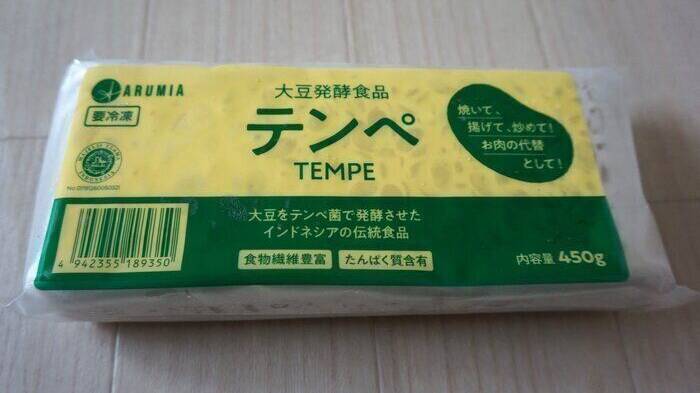 ARUMIA
要冷凍
大豆発酵食品
テンペ
TEMPE
焼いて、
揚げて、炒めて!
お肉の代替
として!
大豆をテンペ菌で発酵させた
インドネシアの伝統食品
食物繊維豊富
たんぱく質含有
内容量 450g
4 942355 189350